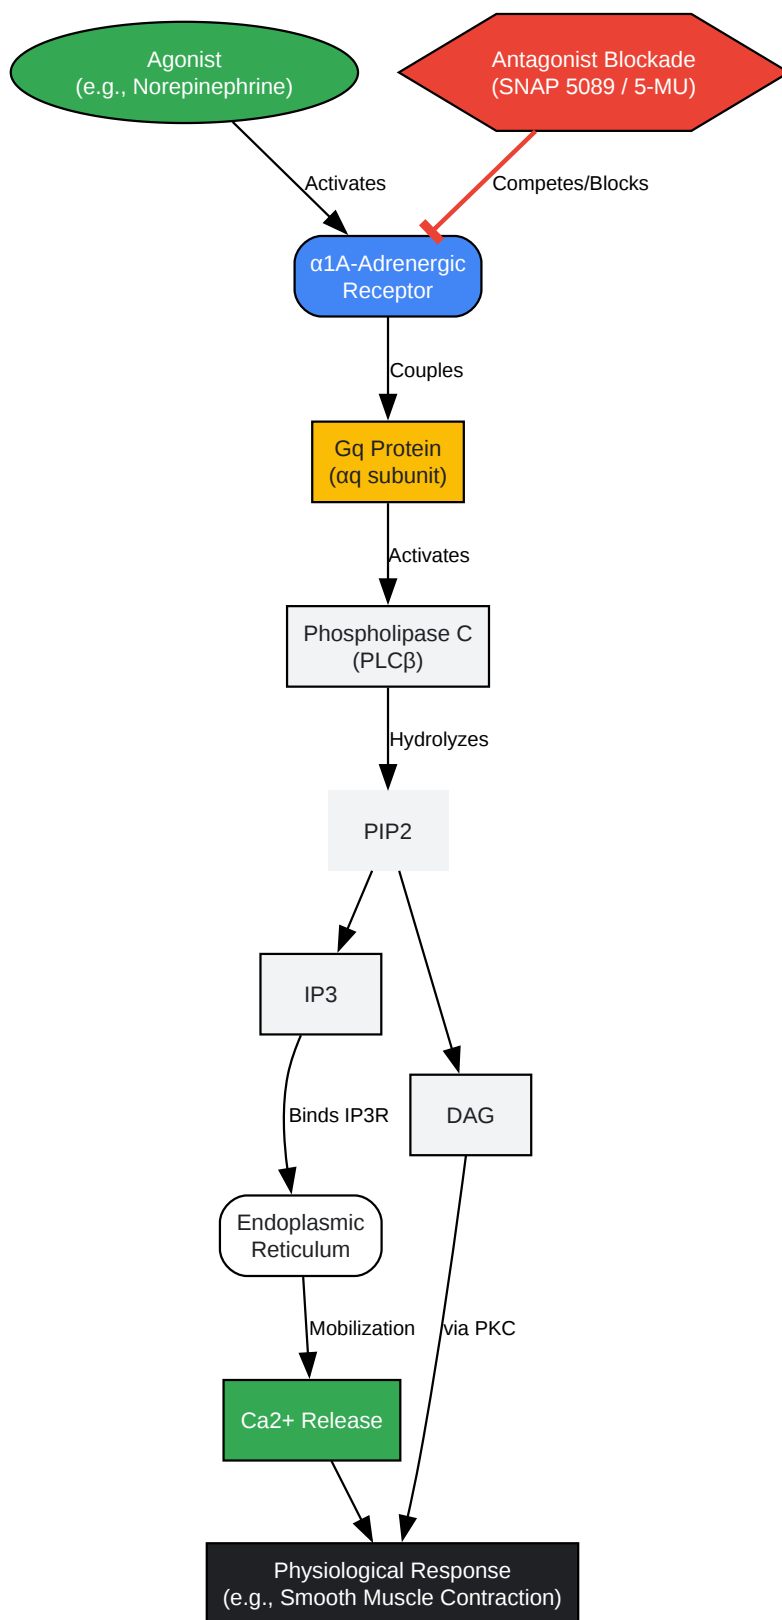 Agonist
(e.g., Norepinephrine)
Antagonist Blockade
(SNAP 5089 / 5-MU)
Activates
Competes/Blocks
α1A-Adrenergic
Receptor
Couples
Gq Protein
(αq subunit)
Activates
Phospholipase C
(PLCβ)
Hydrolyzes
PIP2
IP3
Binds IP3R
DAG
Endoplasmic
Reticulum
Mobilization
via PKC
Ca2+ Release
Physiological Response
(e.g., Smooth Muscle Contraction)